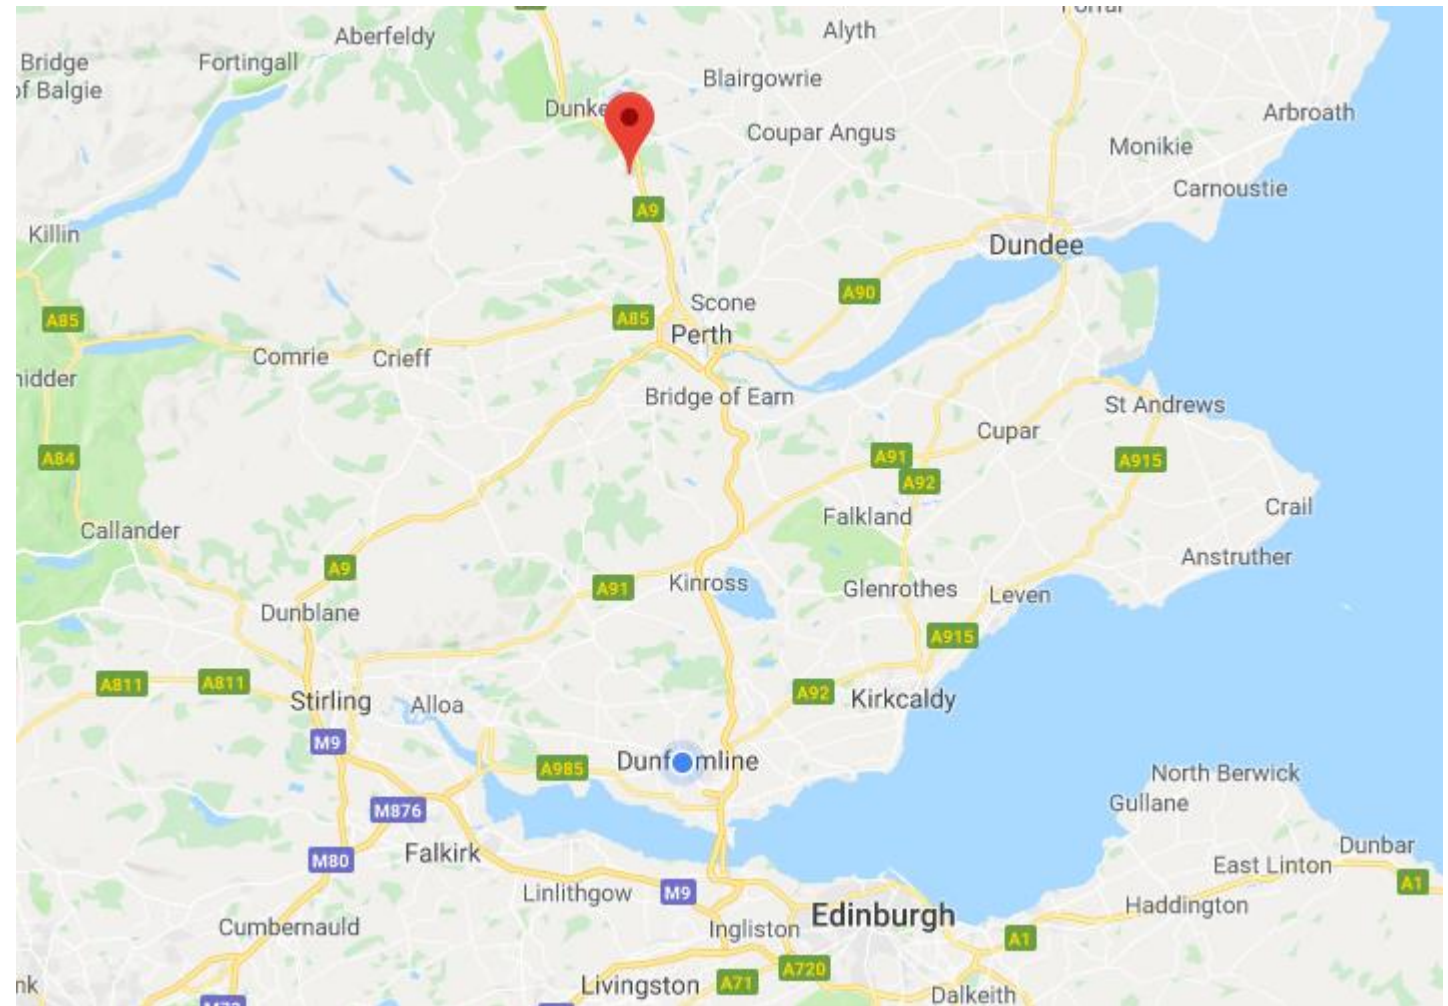 Aberfeldy
Alyth
Bridge
of Balgie
Fortingall
Blairgowrie
Arbroath
Coupar Angus
Monikie
Carnoustie
A9
Killin
Dundee
A90
Scone
A85
A85
Perth
Comrie
Crieff
Bridge of Earn
St Andrews
Cupar
A84
A91
A915
A92
Falkland
Crail
Callander
Anstruther
A9
A91
Kinross
Glenrothes
Leven
Dunblane
A915
A811
A811
Stirling
Alloa
A92
Kirkcaldy
M9
A985
North Berwick
Gullane
M876
Dunbar
M80
Falkirk
East Linton
A1
Linlithgow
M9
Haddington
Edinburgh
Cumbernauld
Ingliston
A1
A720
Livingston
A71
Dalkeith